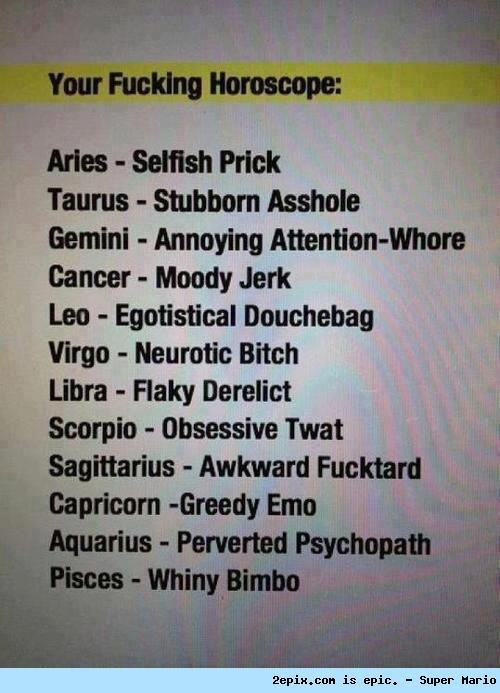 Your Fucking Horoscope:
Aries - Selfish Prick
Taurus - Stubborn Asshole
Gemini - Annoying Attention-Whore
Cancer - Moody Jerk
Leo - Egotistical Douchebag
Virgo - Neurotic Bitch
Libra - Flaky Derelict
Scorpio - Obsessive Twat
Sagittarius - Awkward Fucktard
Capricorn -Greedy Emo
Aquarius - Perverted Psychopath
Pisces - Whiny Bimbo
2epix.com is epic. - Super Mario